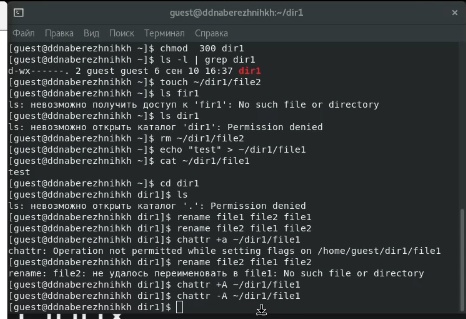 guest@ddnaberezhnihkh:~/dir1
Файл Правка Вид Поиск Терминал Справка
[guest@ddnaberezhnihkh ~]$ chmod  300 dir1
[guest@ddnaberezhnihkh ~]$ ls -l | grep dir1
d-wx------. 2 guest guest 6 сен 10 16:37 dir1
[guest@ddnaberezhnihkh ~]$ touch ~/dir1/file2
[guest@ddnaberezhnihkh ~]$ ls fir1
ls: невозможно получить доступ к 'fir1': No such file or directory
[guest@ddnaberezhnihkh ~]$ ls dir1
ls: невозможно открыть каталог 'dir1': Permission denied
[guest@ddnaberezhnihkh ~]$ rm ~/dir1/file2
[guest@ddnaberezhnihkh ~]$ echo "test" > ~/dir1/file1
[guest@ddnaberezhnihkh ~]$ cat ~/dir1/file1
test
[guest@ddnaberezhnihkh ~]$ cd dir1
[guest@ddnaberezhnihkh dir1]$ ls
ls: невозможно открыть каталог '.': Permission denied
[guest@ddnaberezhnihkh dir1]$ rename file1 file2 file1
[guest@ddnaberezhnihkh dir1]$ rename file2 file1 file2
[guest@ddnaberezhnihkh dir1]$ chattr +a ~/dir1/file1
chattr: Operation not permitted while setting flags on /home/guest/dir1/file1
[guest@ddnaberezhnihkh dir1]$ rename file2 file1 file2
rename: file2: не удалось переименовать в file1: No such file or directory
[guest@ddnaberezhnihkh dir1]$ chattr +A ~/dir1/file1
[guest@ddnaberezhnihkh dir1]$ chattr -A ~/dir1/file1
[guest@ddnaberezhnihkh dir1]$